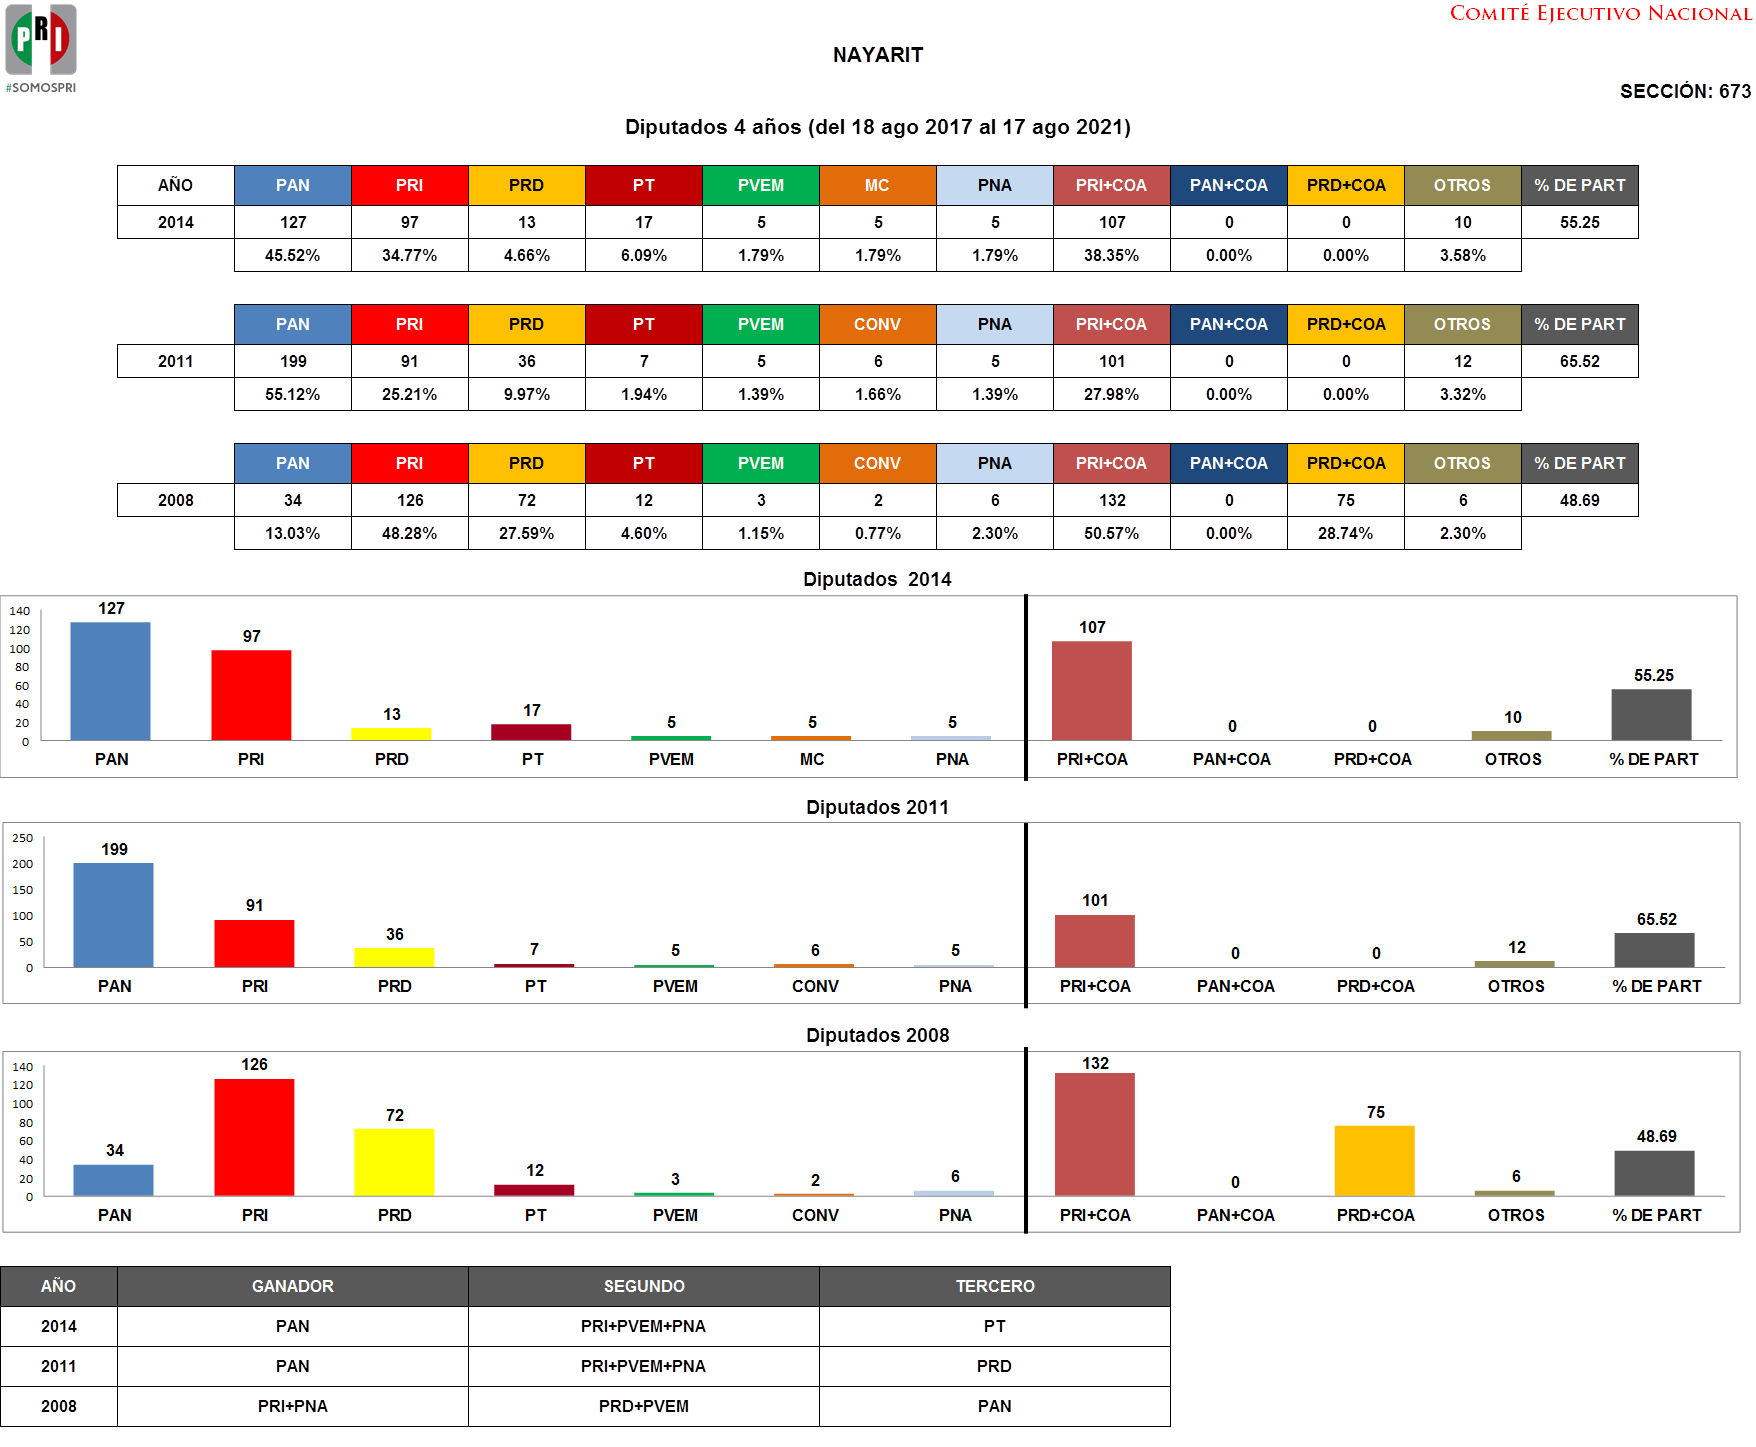 PRI
#SOMOSPRI
COMITÉ EJECUTIVO NACIONAL
NAYARIT
SECCIÓN: 673
Diputados 4 años (del 18 ago 2017 al 17 ago 2021)
AÑO PAN PRI PRD PT PVEM MC PNA PRI+COA PAN+COA PRD+COA OTROS % DE PART
2014 127 97 13 17 5 5 5 107 0 0 10 55.25
45.52% 34.77% 4.66% 6.09% 1.79% 1.79% 1.79% 38.35% 0.00% 0.00% 3.58%
PAN PRI PRD PT PVEM CONV PNA PRI+COA PAN+COA PRD+COA OTROS % DE PART
2011 199 91 36 7 5 6 5 101 0 0 12 65.52
55.12% 25.21% 9.97% 1.94% 1.39% 1.66% 1.39% 27.98% 0.00% 0.00% 3.32%
PAN PRI PRD PT PVEM CONV PNA PRI+COA PAN+COA PRD+COA OTROS % DE PART
2008 34 126 72 12 3 2 6 132 0 75 6 48.69
13.03% 48.28% 27.59% 4.60% 1.15% 0.77% 2.30% 50.57% 0.00% 28.74% 2.30%
Diputados 2014
140
120
100
80
60
40
20
0
127 97 13 17 5 5 5 107 0 0 10 55.25
PAN PRI PRD PT PVEM MC PNA PRI+COA PAN+COA PRD+COA OTROS % DE PART
Diputados 2011
250
200
150
100
50
0
199 91 36 7 5 6 5 101 0 0 12 65.52
PAN PRI PRD PT PVEM CONV PNA PRI+COA PAN+COA PRD+COA OTROS % DE PART
Diputados 2008
140
120
100
80
60
40
20
0
34 126 72 12 3 2 6 132 0 75 6 48.69
PAN PRI PRD PT PVEM CONV PNA PRI+COA PAN+COA PRD+COA OTROS % DE PART
AÑO GANADOR SEGUNDO TERCERO
2014 PAN PRI+PVEM+PNA PT
2011 PAN PRI+PVEM+PNA PRD
2008 PRI+PNA PRD+PVEM PAN